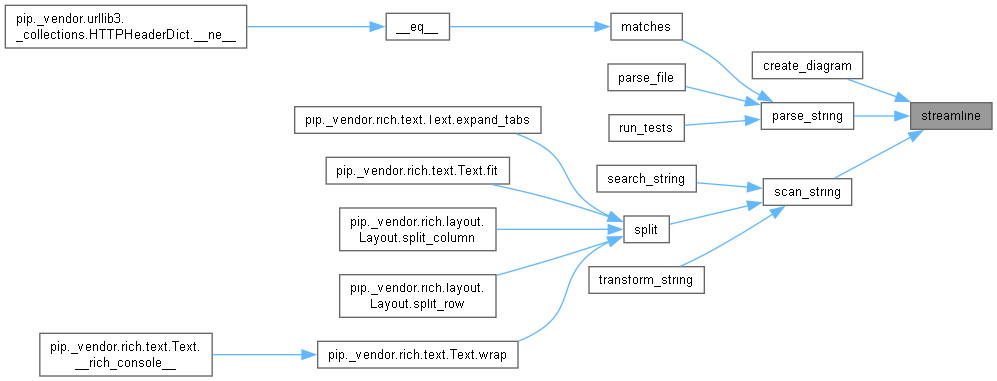 pip._vendor.urllib3.
_collections.HTTPHeaderDict.__ne__
__eq__
matches
create_diagram
parse_file
streamline
pip._vendor.rich.text.Text.expand_tabs
run_tests
parse_string
pip._vendor.rich.text.Text.fit
search_string
scan_string
pip._vendor.rich.layout.
Layout.split_column
split
transform_string
pip._vendor.rich.layout.
Layout.split_row
pip._vendor.rich.text.Text.
__rich_console__
pip._vendor.rich.text.Text.wrap